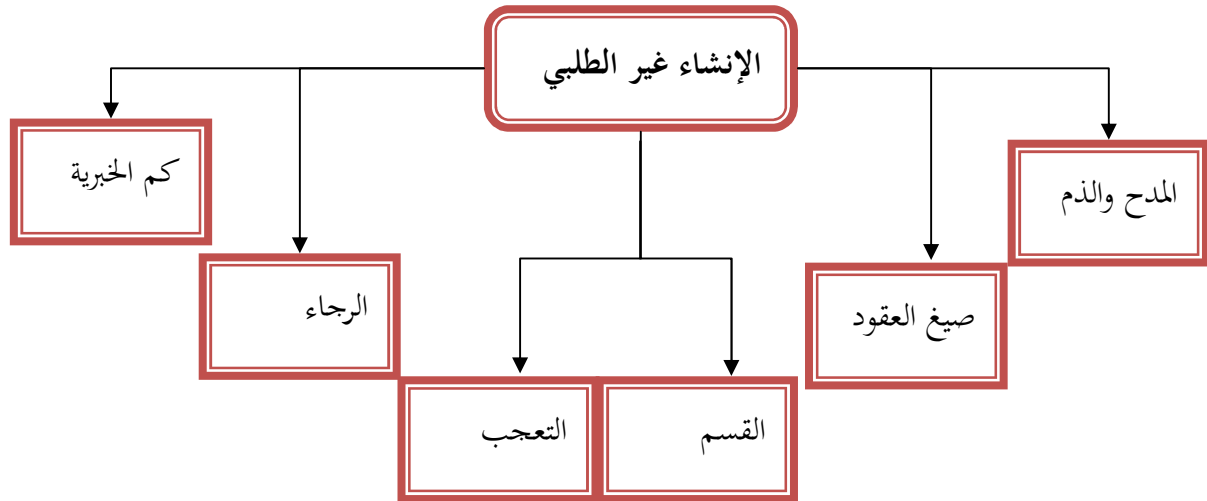 الإنشاء غير الطلبي
المدح والذم
صيغ العقود
القسم
التعجب
الرجاء
كم الخبرية